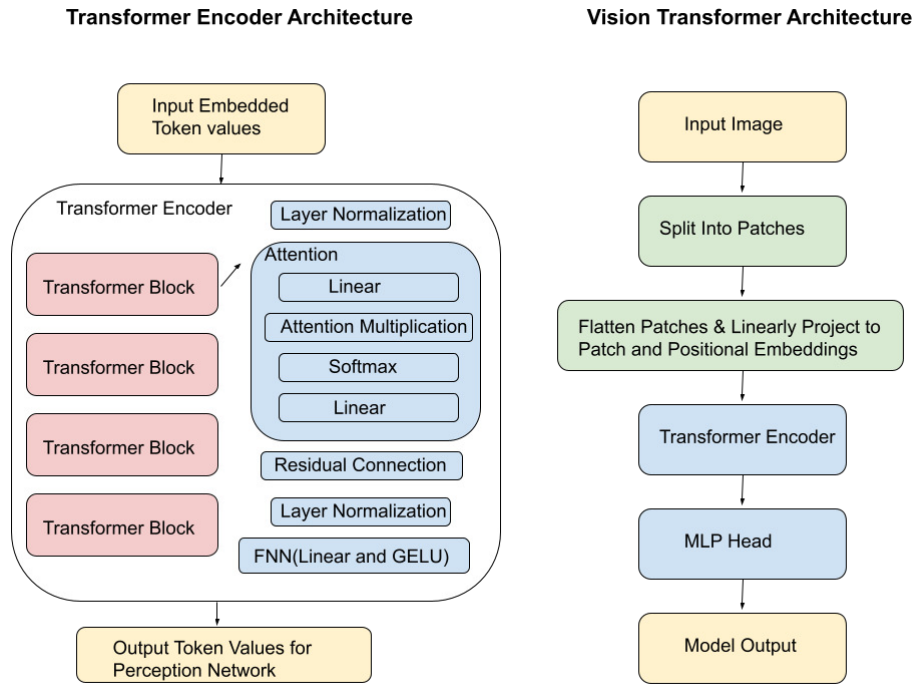 Transformer Encoder Architecture
Input Embedded
Token values
Transformer Encoder
Transformer Block
Transformer Block
Transformer Block
Transformer Block
Layer Normalization
Attention
Linear
Attention Multiplication
Softmax
Linear
Residual Connection
Layer Normalization
FNN(Linear and GELU)
Output Token Values for
Perception Network
Vision Transformer Architecture
Input Image
Split Into Patches
Flatten Patches & Linearly Project to
Patch and Positional Embeddings
Transformer Encoder
MLP Head
Model Output